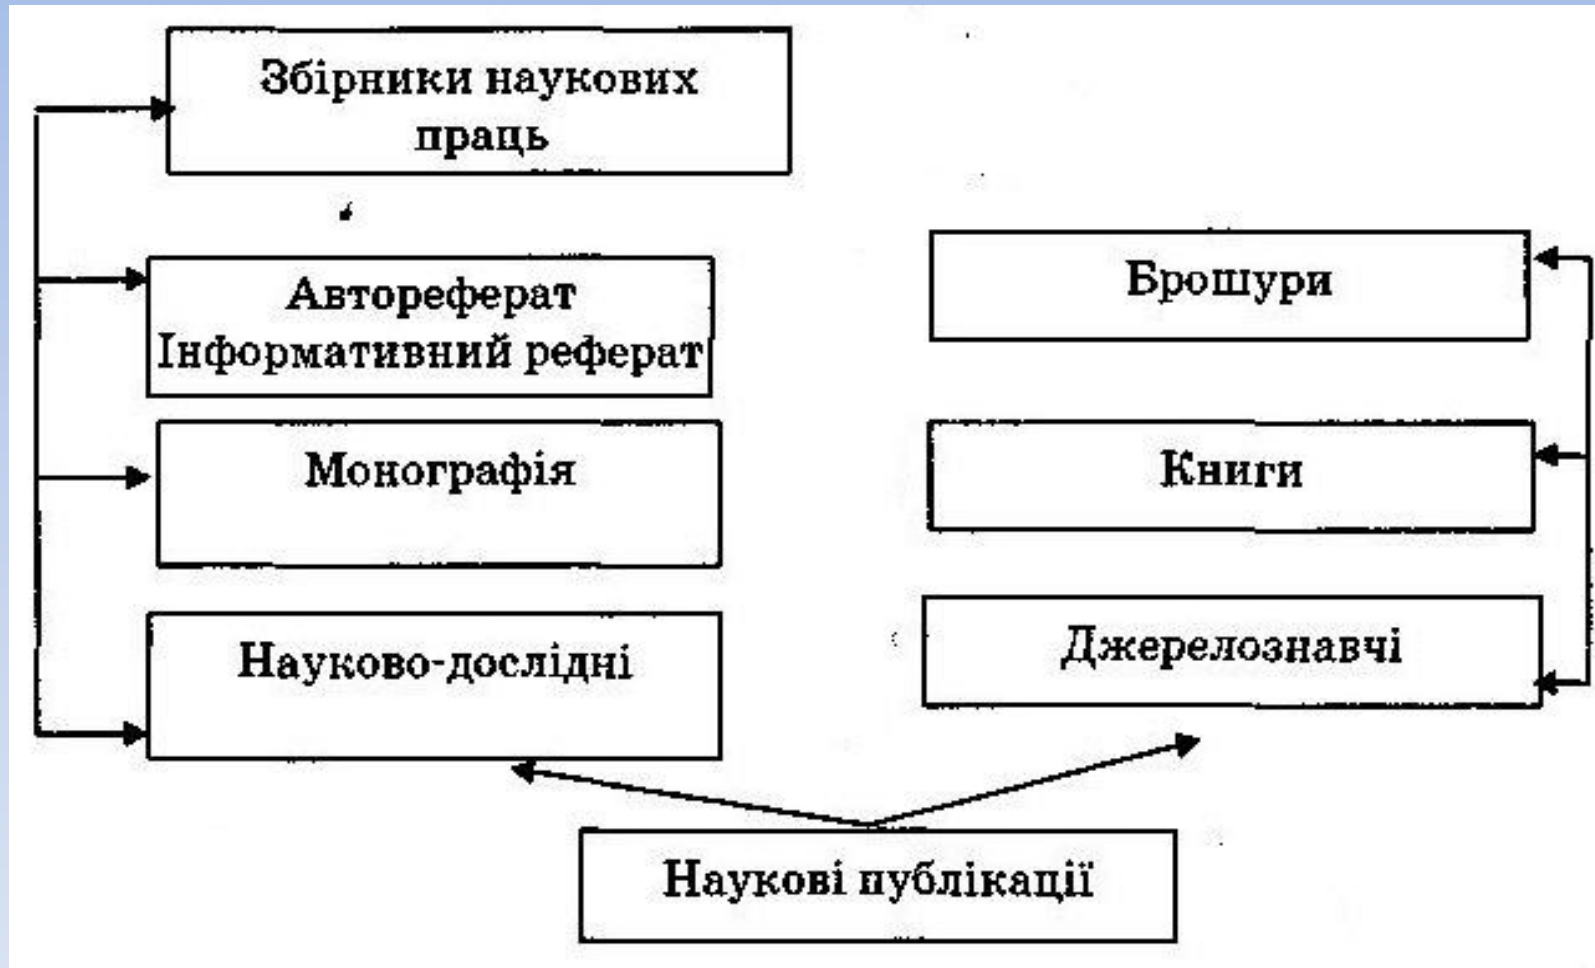 Збірники наукових
праць
Автореферат
Інформативний реферат
Монографія
Науково-дослідні
Брошури
Книги
Джерелознавчі
Наукові публікації